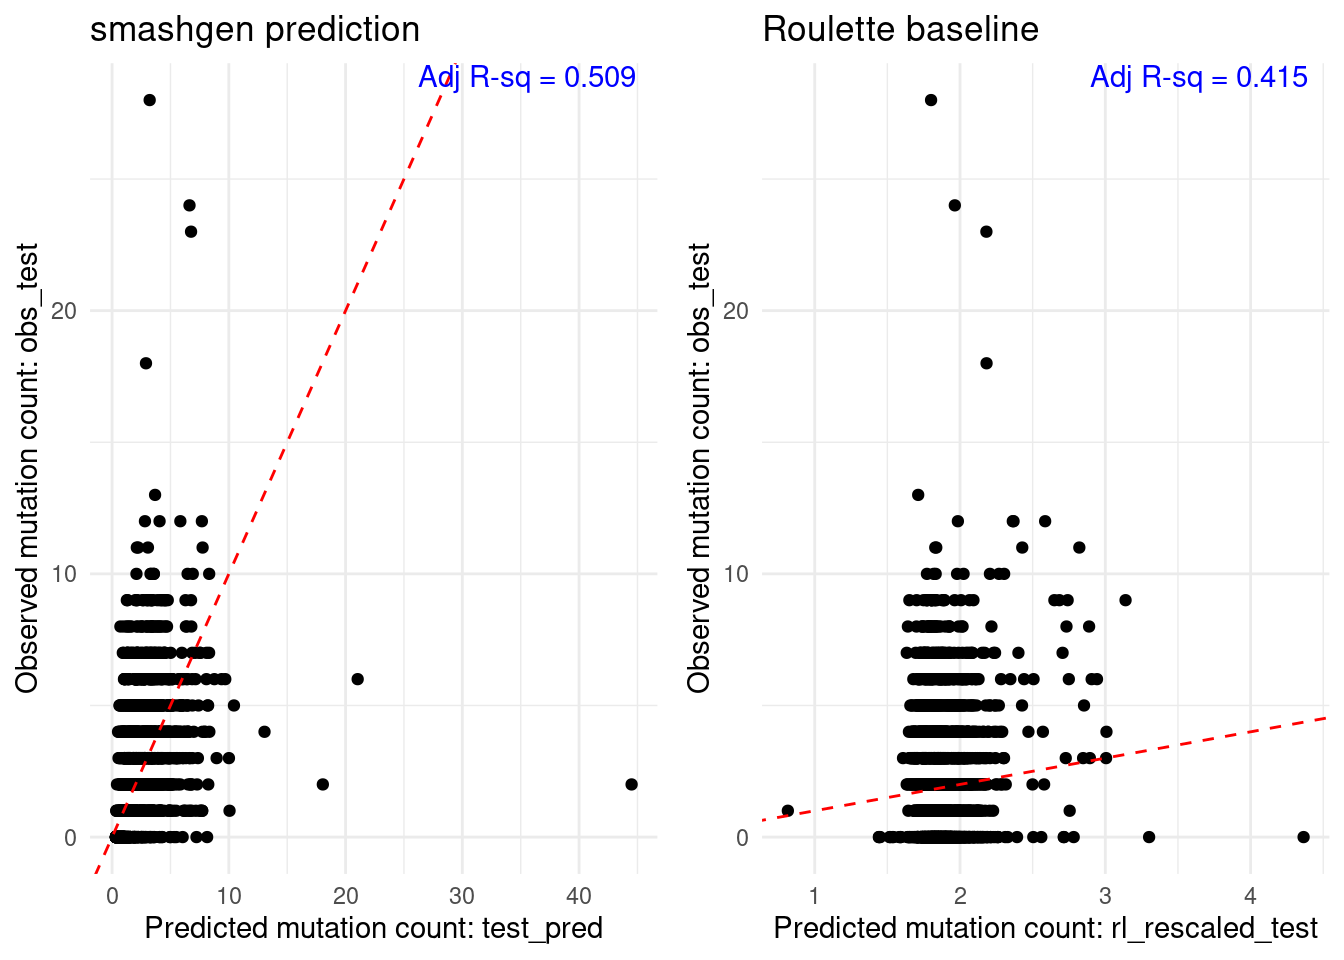 smashgen prediction
Adj R-sq = 0.509
Observed mutation count: obs_test
20
10
0
0
10
20
30
40
Predicted mutation count: test_pred
Roulette baseline
Adj R-sq = 0.415
Observed mutation count: obs_test
20
10
0
1
2
3
4
Predicted mutation count: rl_rescaled_test